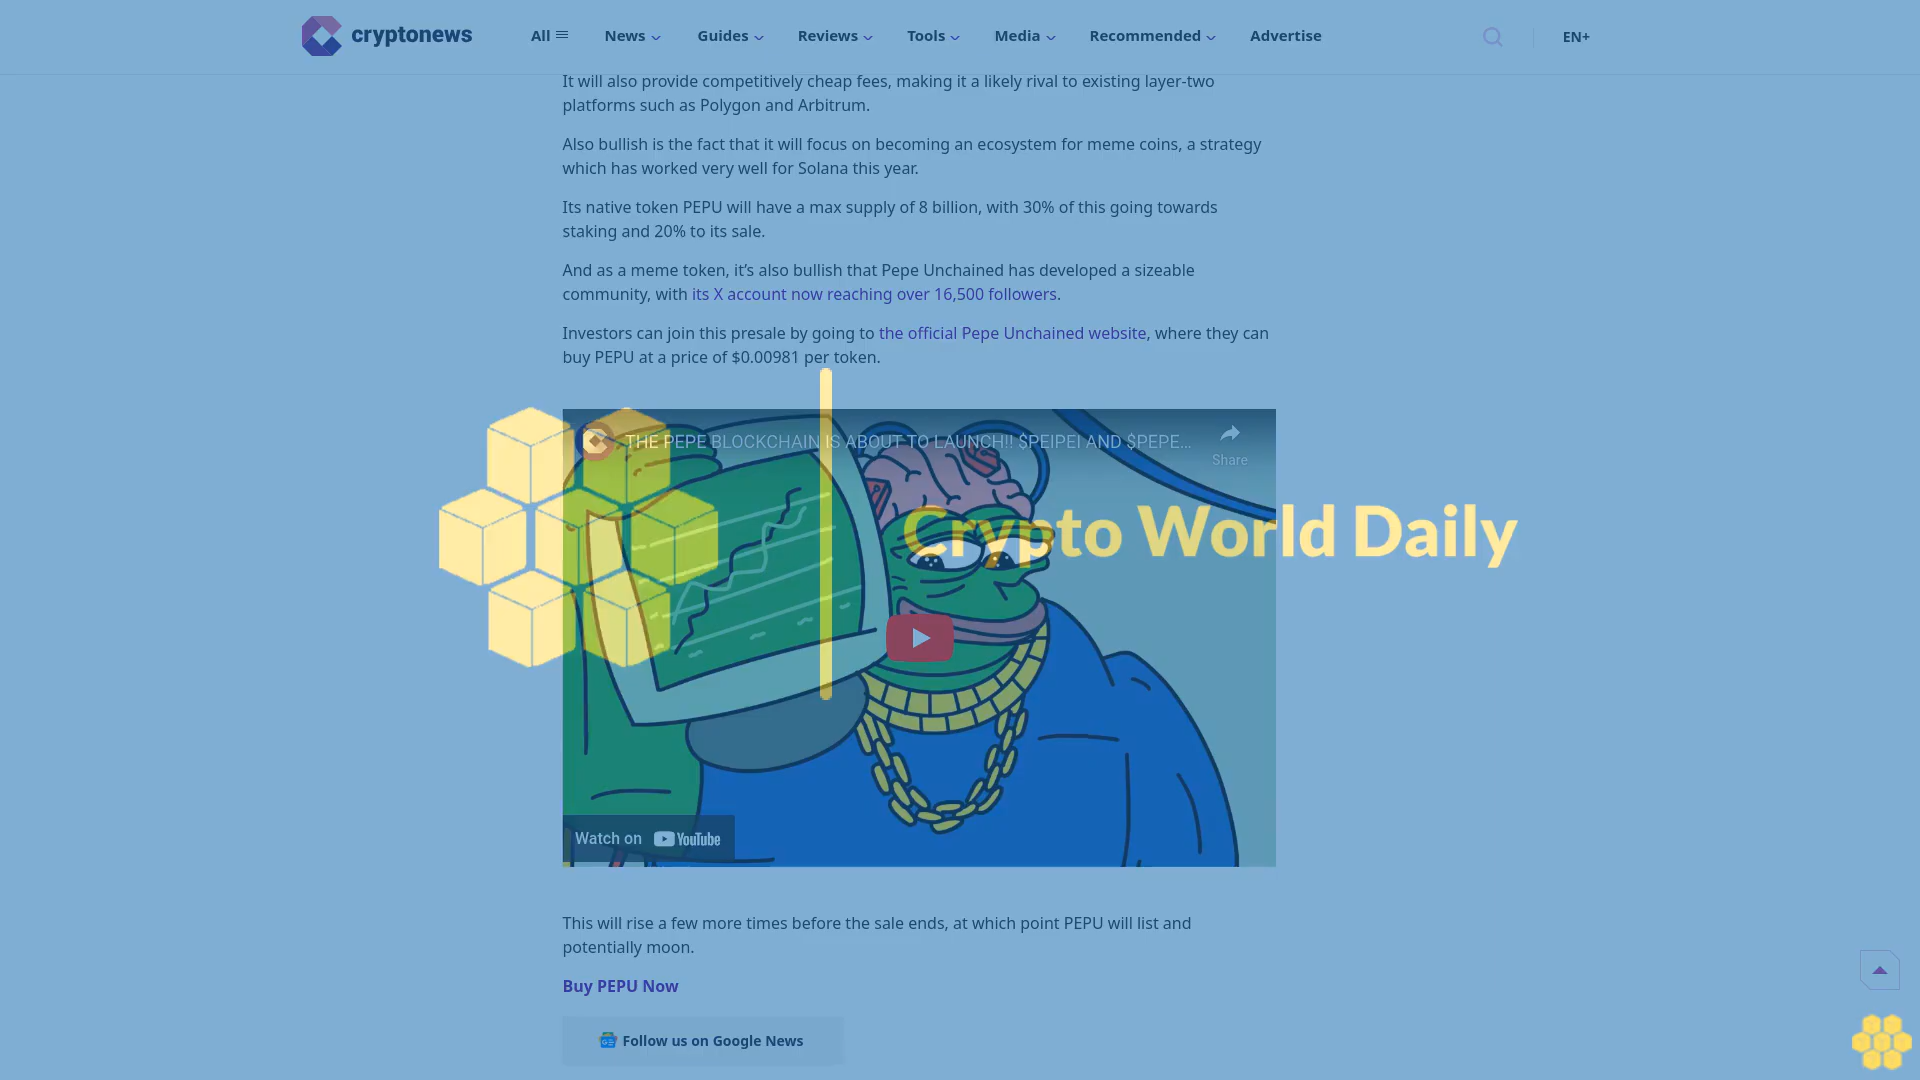 cryptonews
All
News
Guides
Reviews
Tools
Media
Recommended
Advertise
EN+
It will also provide competitively cheap fees, making it a likely rival to existing layer-two
platforms such as Polygon and Arbitrum.
Also bullish is the fact that it will focus on becoming an ecosystem for meme coins, a strategy
which has worked very well for Solana this year.
Its native token PEPU will have a max supply of 8 billion, with 30% of this going towards
staking and 20% to its sale.
And as a meme token, it’s also bullish that Pepe Unchained has developed a sizeable
community, with its X account now reaching over 16,500 followers.
Investors can join this presale by going to the official Pepe Unchained website, where they can
buy PEPU at a price of $0.00981 per token.
THE PEPE BLOCKCHAIN IS ABOUT TO LAUNCH!! $PEIPEI AND $PEPE...
Share
Crypto World Daily
Watch on YouTube
This will rise a few more times before the sale ends, at which point PEPU will list and
potentially moon.
Buy PEPU Now
Follow us on Google News